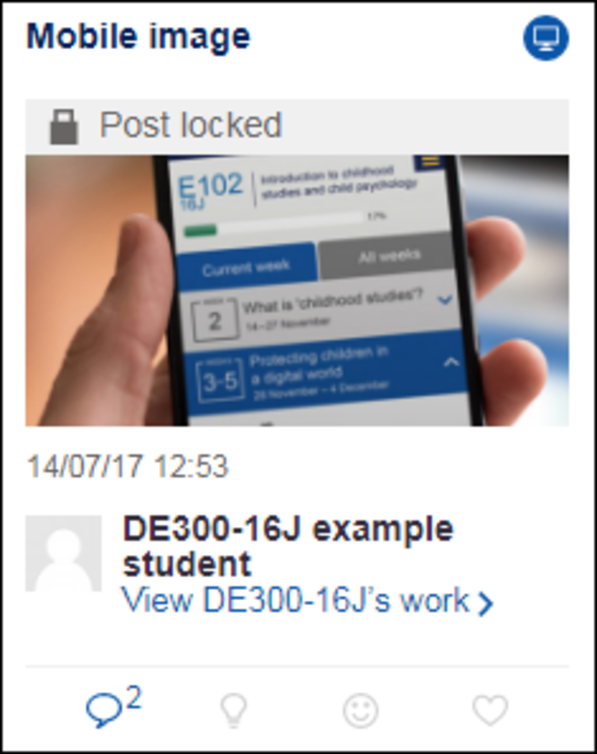 Mobile image
Post locked
E102
16J
Introduction to childhood
studies and child psychology
17%
Current week
All weeks
2
What is 'childhood studies'?
14–27 November
3-5
Protecting children in
a digital world
28 November – 4 December
14/07/17 12:53
DE300-16J example
student
View DE300-16J's work
2